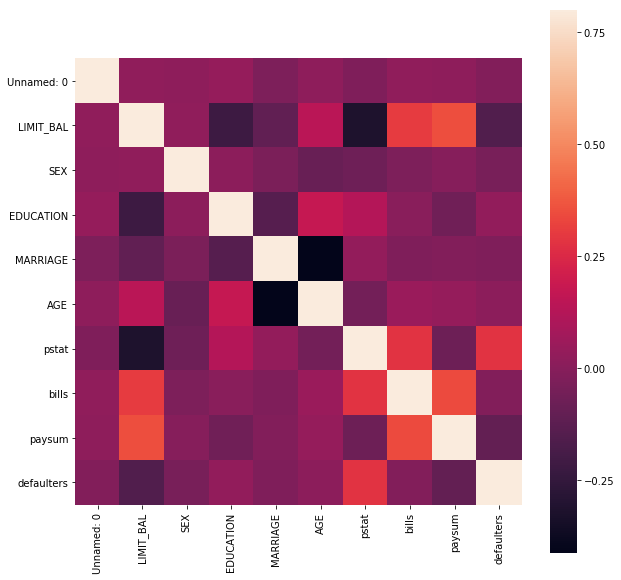 Unnamed: 0
LIMIT_BAL
SEX
EDUCATION
MARRIAGE
AGE
pstat
bills
paysum
defaulters
Unnamed: 0
LIMIT_BAL
SEX
EDUCATION
MARRIAGE
AGE
pstat
bills
paysum
defaulters
0.75
0.50
0.25
0.00
−0.25